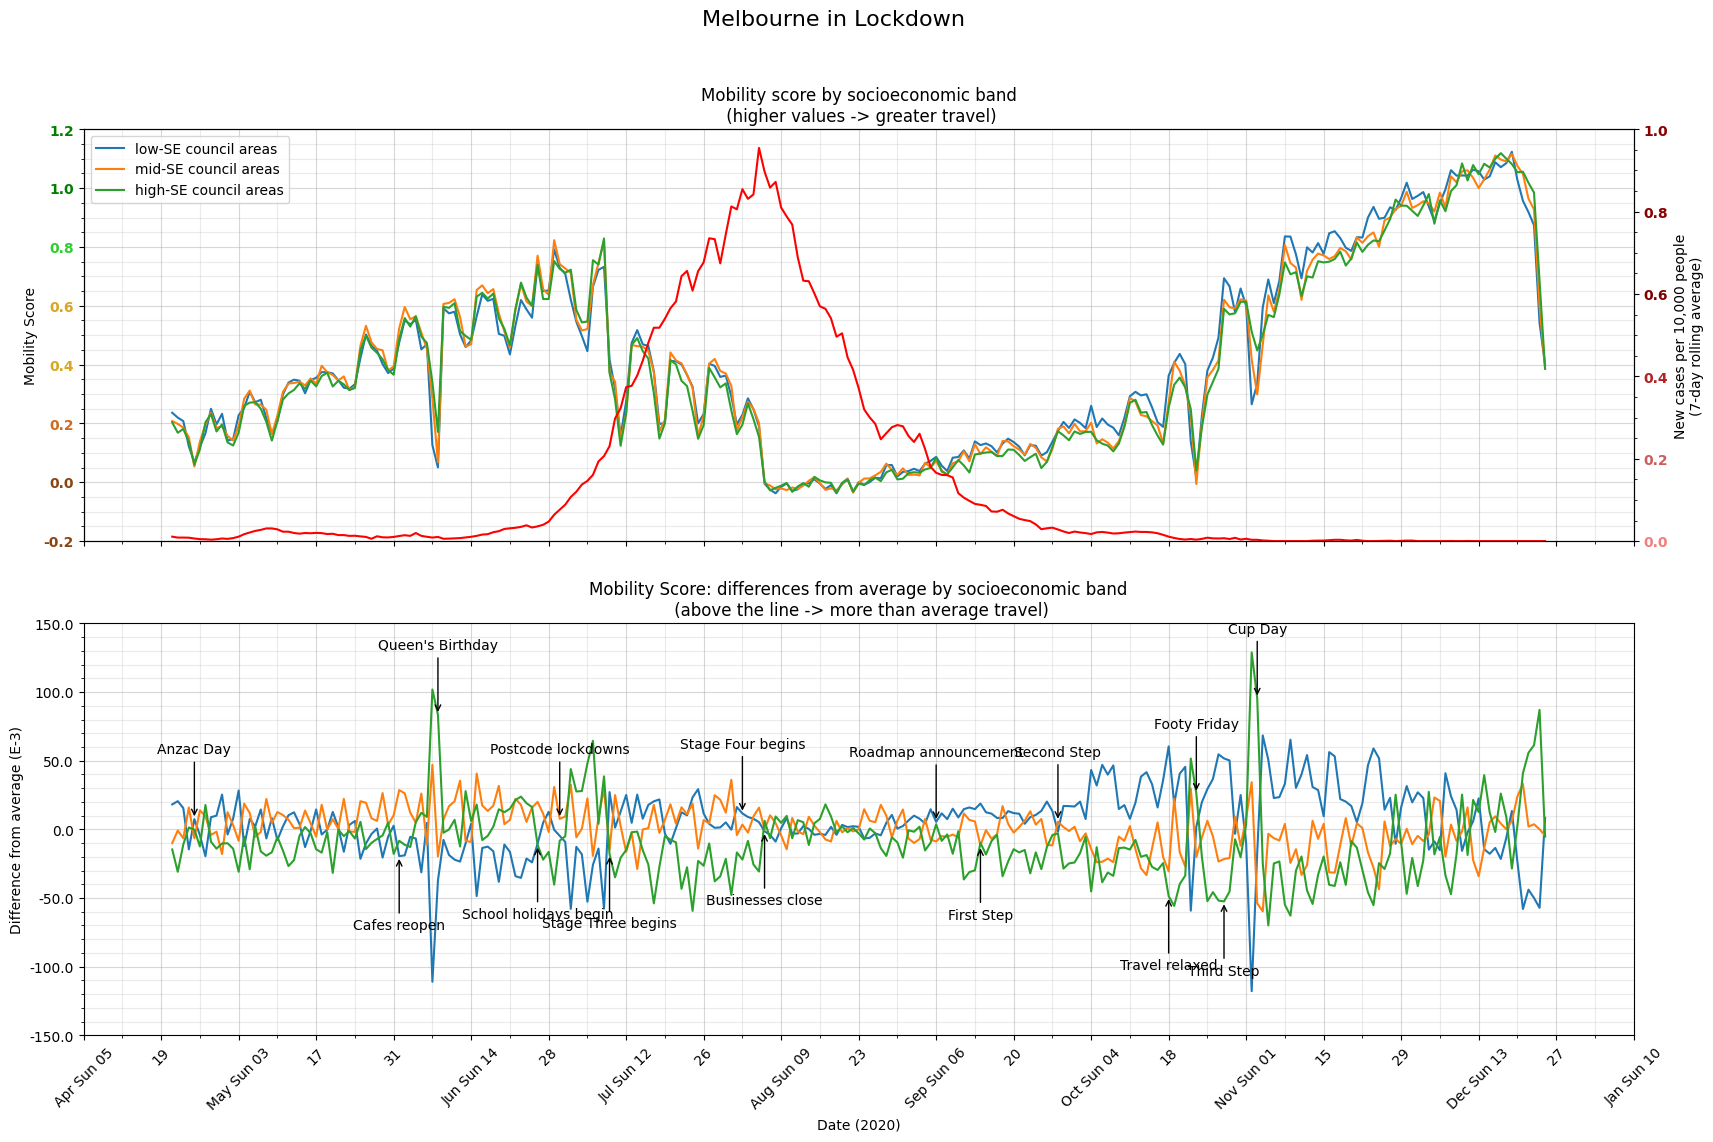 Melbourne in Lockdown
Mobility score by socioeconomic band
(higher values -> greater travel)
low-SE council areas
mid-SE council areas
high-SE council areas
1.2
1.0
0.8
0.6
0.4
0.2
0.0
-0.2
Mobility Score
1.0
0.8
0.6
0.4
0.2
0.0
New cases per 10,000 people
(7-day rolling average)
Mobility Score: differences from average by socioeconomic band
(above the line -> more than average travel)
150.0
100.0
50.0
0.0
-50.0
-100.0
-150.0
Difference from average (E-3)
Cup Day
Queen's Birthday
Footy Friday
Anzac Day
Postcode lockdowns
Stage Four begins
Roadmap announcement
Second Step
Businesses close
School holidays begin
First Step
Cafes reopen
Stage Three begins
Travel relaxed
Third Step
Apr Sun 05
19
May Sun 03
17
31
Jun Sun 14
28
Jul Sun 12
26
Aug Sun 09
23
Sep Sun 06
20
Oct Sun 04
18
Nov Sun 01
15
29
Dec Sun 13
27
Jan Sun 10
Date (2020)